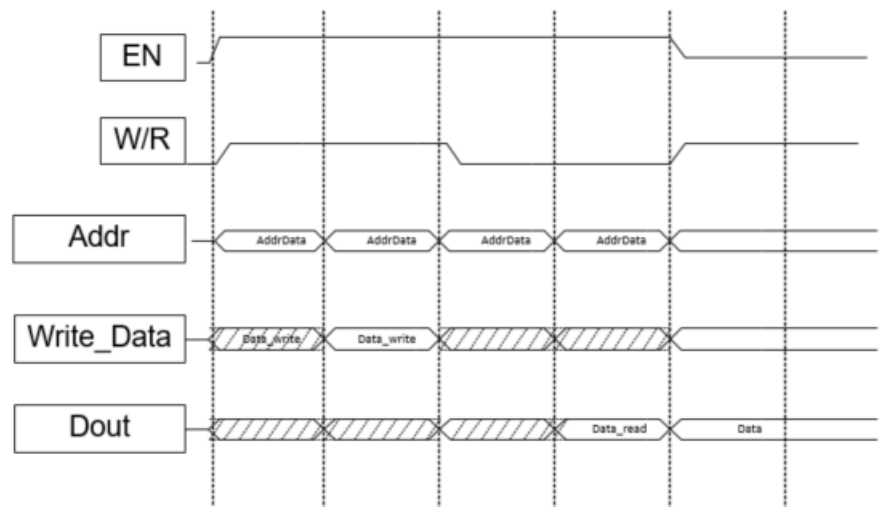 EN
W/R
Addr
AddrData AddrData AddrData AddrData
Write_Data
Data_write Data_write
Dout
Data_read Data